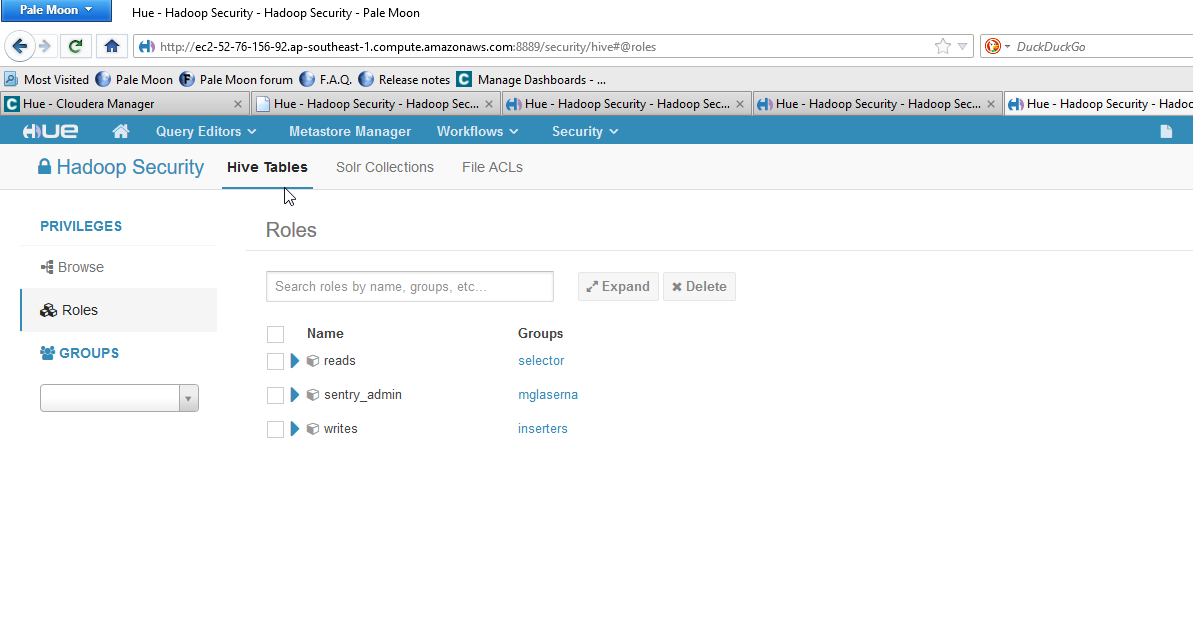 Pale Moon
Hue - Hadoop Security - Hadoop Security - Pale Moon
http://ec2-52-76-156-92.ap-southeast-1.compute.amazonaws.com:8889/security/hive#@roles
DuckDuckGo
Most Visited Pale Moon Pale Moon forum F.A.Q. Release notes Manage Dashboards - ...
Hue - Cloudera Manager
Hue - Hadoop Security - Hadoop Sec...
Hue - Hadoop Security - Hadoop Sec...
Hue - Hadoop Security - Hadoop Sec...
Hue - Hadoop Security - Hadoo
HUE Query Editors Metastore Manager Workflows Security
Hadoop Security Hive Tables Solr Collections File ACLs
PRIVILEGES
Browse
Roles
GROUPS
Roles
Search roles by name, groups, etc...
Expand
Delete
Name Groups
reads selector
sentry_admin mglaserna
writes inserters